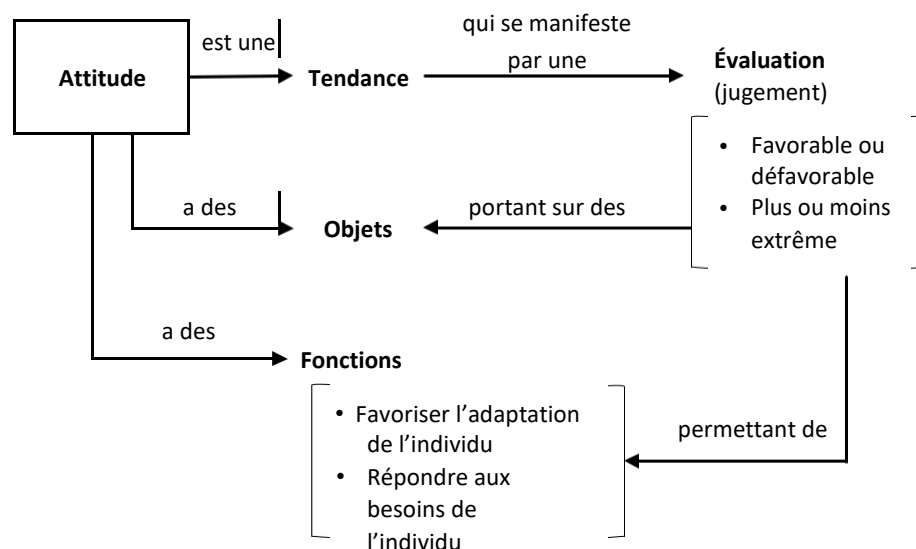 qui se manifeste
est une
par une
Attitude
Tendance
Évaluation
(jugement)
• Favorable ou
défavorable
• Plus ou moins
extrême
a des
Objets
portant sur des
a des
Fonctions
• Favoriser l’adaptation
de l’individu
• Répondre aux
besoins de
l’individu
permettant de